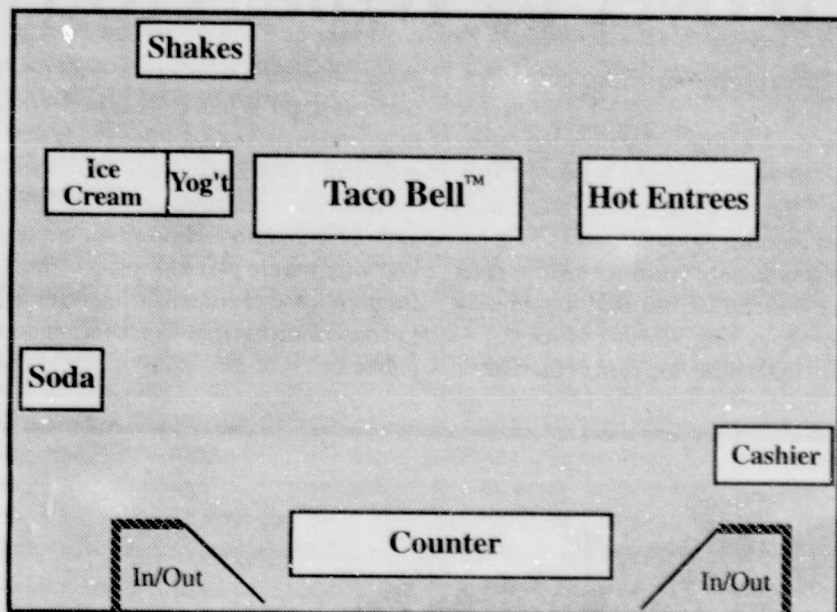 Shakes
ice
Cream
Yog't
Taco Bell™
Hot Entrees
Soda
Cashier
Counter
In/Out
In/Out